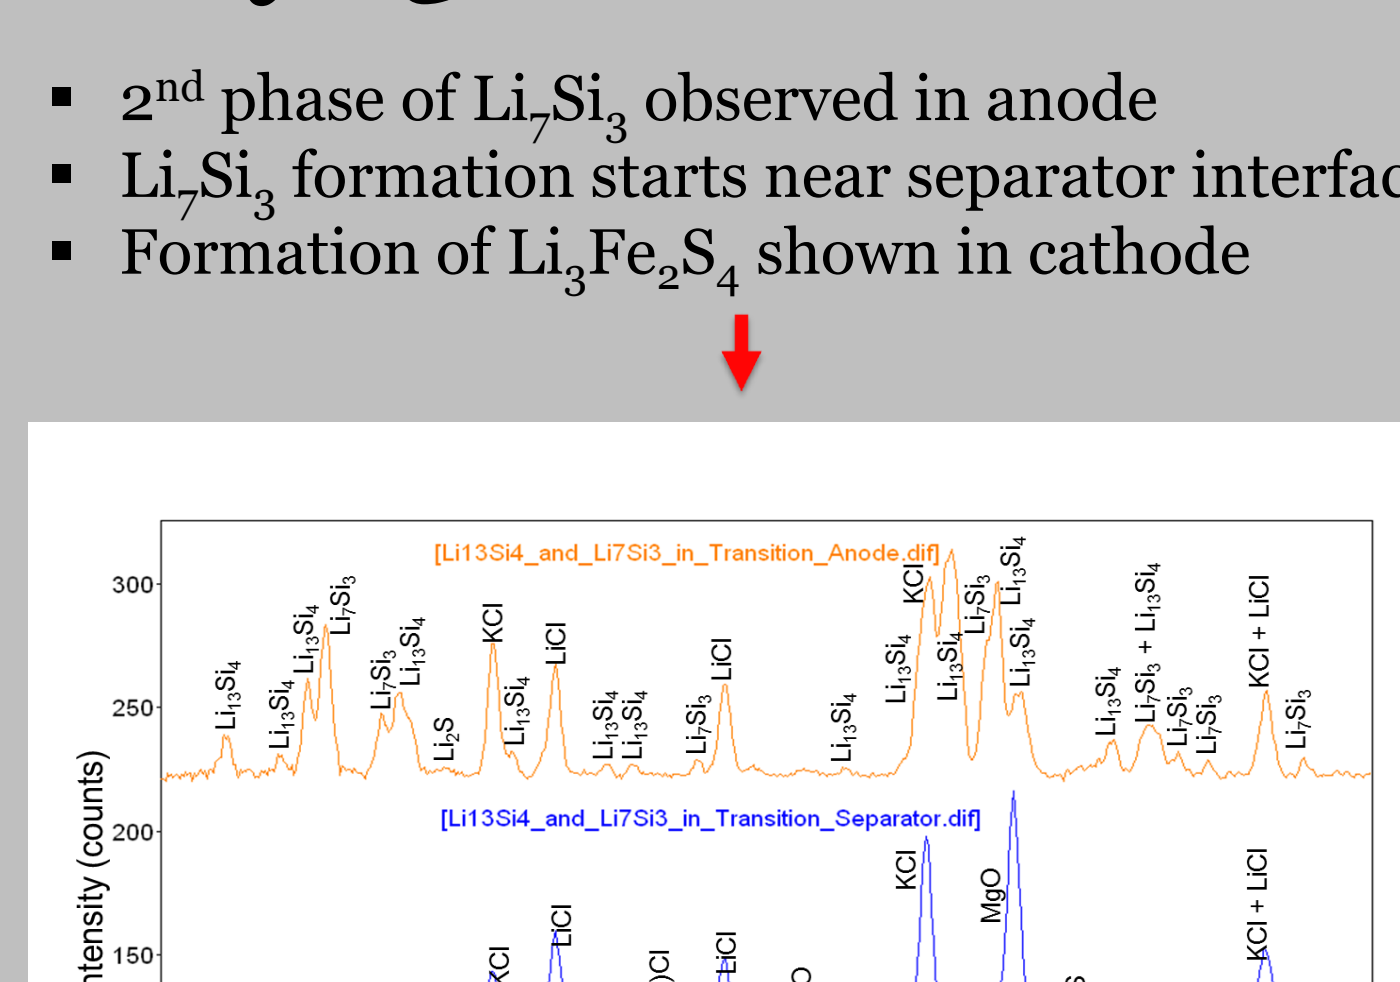 2nd phase of Li7Si3 observed in anode
Li7Si3 formation starts near separator
Formation of Li3Fe2S4 shown in cathode
[Li13Si4_and_Li7Si3_in_Transition_Anode.dif]
300
250
200
150
(counts)
Li13Si4
Li13Si4
Li13Si4
Li7Si3
Li7Si3
Li13Si4
Li2S
KCl
Li13Si4
LiCl
Li13Si4
Li13Si4
Li7Si3
LiCl
Li13Si4
Li13Si4
KCl
Li13Si4
Li7Si3
Li13Si4
Li13Si4
Li13Si4
Li7Si3 + Li13Si4
Li7Si3
Li7Si3
KCl + LiCl
Li7Si3
[Li13Si4_and_Li7Si3_in_Transition_Separator.dif]
KCl
LiCl
LiCl
KCl
MgO
KCl + LiCl